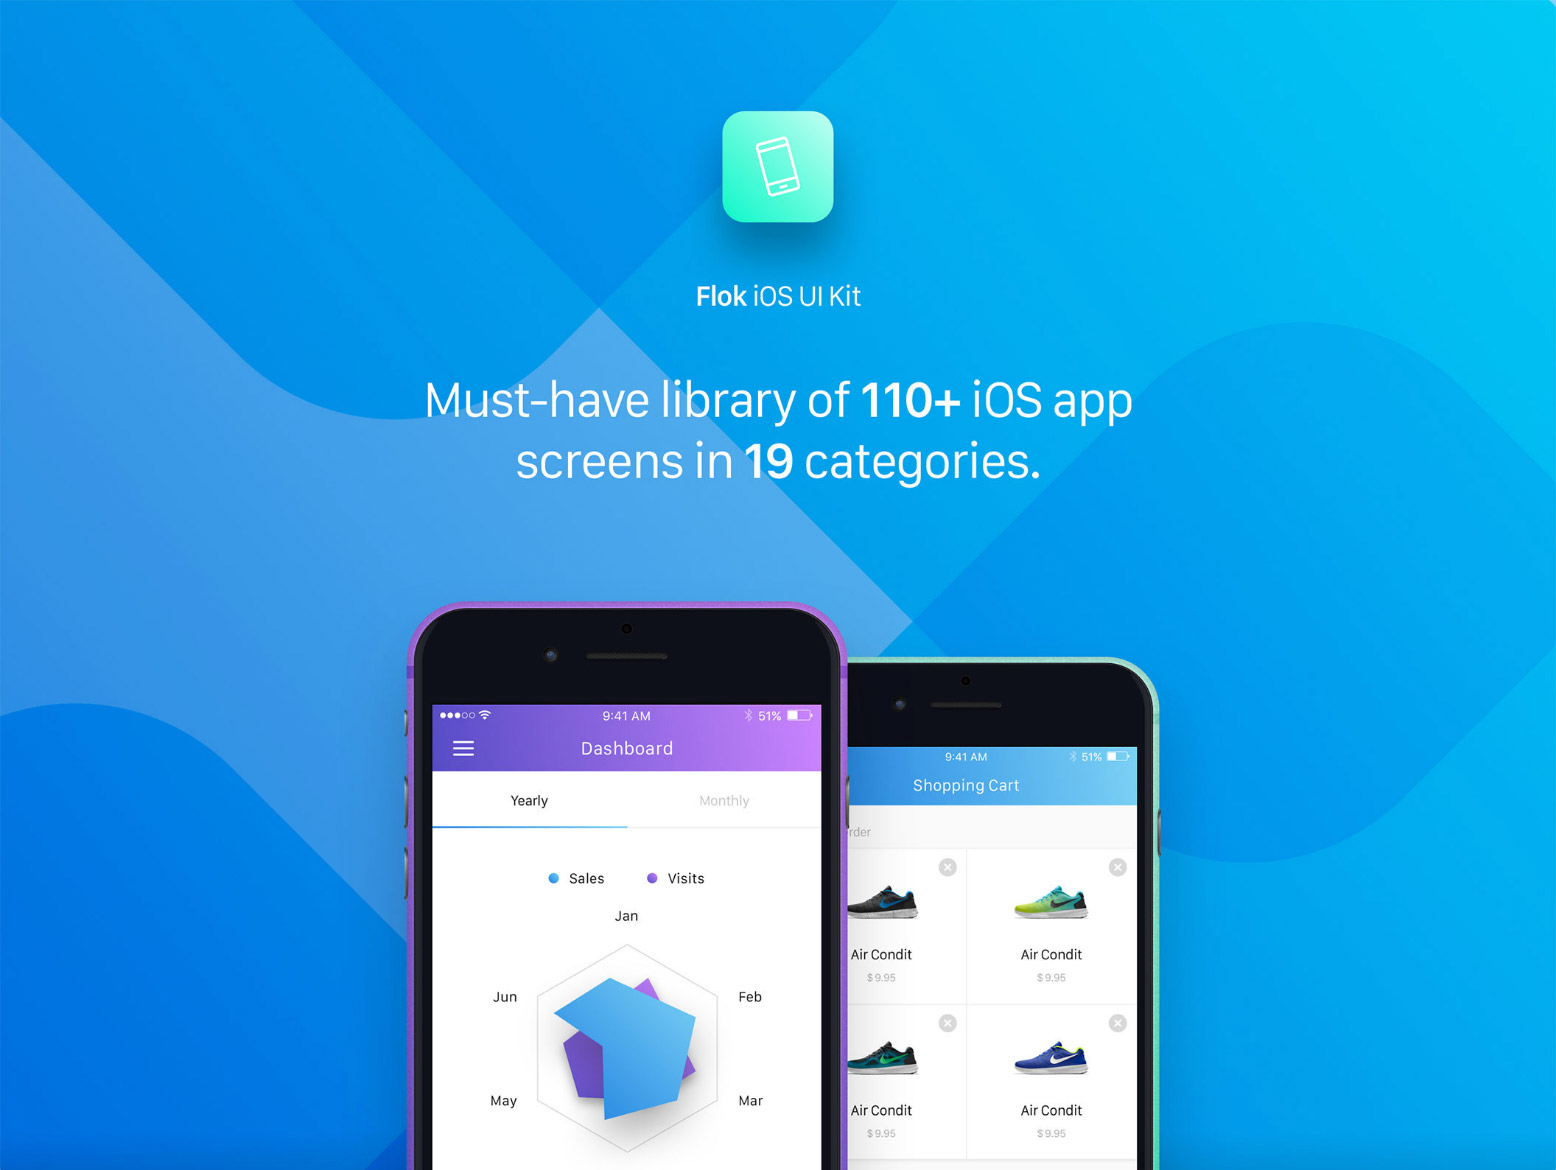 Flok iOS UI Kit
Must-have library of 110+ iOS app
screens in 19 categories.
9:41 AM
51%
Dashboard
Yearly
Monthly
Sales
Visits
Jan
Jun
Feb
May
Mar
9:41 AM
51%
Shopping Cart
rder
Air Condit
Air Condit
$9.95
$9.95
Air Condit
Air Condit
$9.95
$9.95